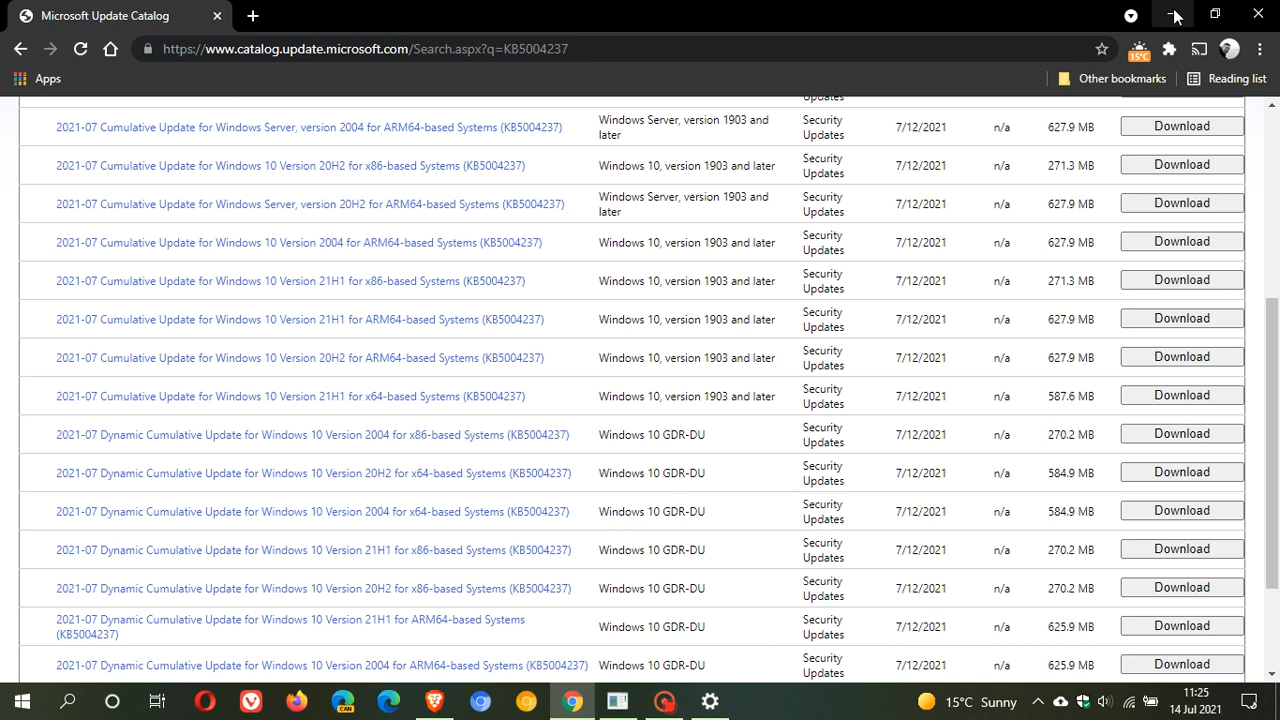 Microsoft Update Catalog
https://www.catalog.update.microsoft.com/Search.aspx?q=KB5004237
15°C
Apps
Other bookmarks
Reading list
Updates
2021-07 Cumulative Update for Windows Server, version 2004 for ARM64-based Systems (KB5004237)
Windows Server, version 1903 and
later
Security
Updates
7/12/2021
n/a
627.9 MB
Download
2021-07 Cumulative Update for Windows 10 Version 20H2 for x86-based Systems (KB5004237)
Windows 10, version 1903 and later
Security
Updates
7/12/2021
n/a
271.3 MB
Download
2021-07 Cumulative Update for Windows Server, version 20H2 for ARM64-based Systems (KB5004237)
Windows Server, version 1903 and
later
Security
Updates
7/12/2021
n/a
627.9 MB
Download
2021-07 Cumulative Update for Windows 10 Version 2004 for ARM64-based Systems (KB5004237)
Windows 10, version 1903 and later
Security
Updates
7/12/2021
n/a
627.9 MB
Download
2021-07 Cumulative Update for Windows 10 Version 21H1 for x86-based Systems (KB5004237)
Windows 10, version 1903 and later
Security
Updates
7/12/2021
n/a
271.3 MB
Download
2021-07 Cumulative Update for Windows 10 Version 21H1 for ARM64-based Systems (KB5004237)
Windows 10, version 1903 and later
Security
Updates
7/12/2021
n/a
627.9 MB
Download
2021-07 Cumulative Update for Windows 10 Version 20H2 for ARM64-based Systems (KB5004237)
Windows 10, version 1903 and later
Security
Updates
7/12/2021
n/a
627.9 MB
Download
2021-07 Cumulative Update for Windows 10 Version 21H1 for x64-based Systems (KB5004237)
Windows 10, version 1903 and later
Security
Updates
7/12/2021
n/a
587.6 MB
Download
2021-07 Dynamic Cumulative Update for Windows 10 Version 2004 for x86-based Systems (KB5004237)
Windows 10 GDR-DU
Security
Updates
7/12/2021
n/a
270.2 MB
Download
2021-07 Dynamic Cumulative Update for Windows 10 Version 20H2 for x64-based Systems (KB5004237)
Windows 10 GDR-DU
Security
Updates
7/12/2021
n/a
584.9 MB
Download
2021-07 Dynamic Cumulative Update for Windows 10 Version 2004 for x64-based Systems (KB5004237)
Windows 10 GDR-DU
Security
Updates
7/12/2021
n/a
584.9 MB
Download
2021-07 Dynamic Cumulative Update for Windows 10 Version 21H1 for x86-based Systems (KB5004237)
Windows 10 GDR-DU
Security
Updates
7/12/2021
n/a
270.2 MB
Download
2021-07 Dynamic Cumulative Update for Windows 10 Version 20H2 for x86-based Systems (KB5004237)
Windows 10 GDR-DU
Security
Updates
7/12/2021
n/a
270.2 MB
Download
2021-07 Dynamic Cumulative Update for Windows 10 Version 21H1 for ARM64-based Systems
(KB5004237)
Windows 10 GDR-DU
Security
Updates
7/12/2021
n/a
625.9 MB
Download
2021-07 Dynamic Cumulative Update for Windows 10 Version 2004 for ARM64-based Systems (KB5004237)
Windows 10 GDR-DU
Security
Updates
7/12/2021
n/a
625.9 MB
Download
CAN
15°C Sunny
11:25
14 Jul 2021